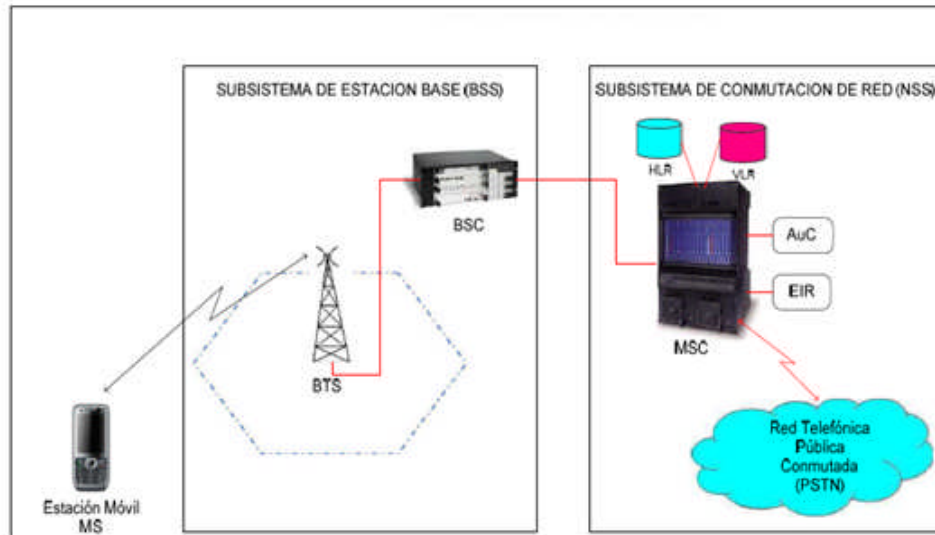 SUBSISTEMA DE ESTACION BASE (BSS)
SUBSISTEMA DE CONMUTACION DE RED (NSS)
HLR
VLR
BSC
AuC
EIR
MSC
BTS
Red Telefónica
Pública
Conmutada
(PSTN)
Estación Móvil
MS